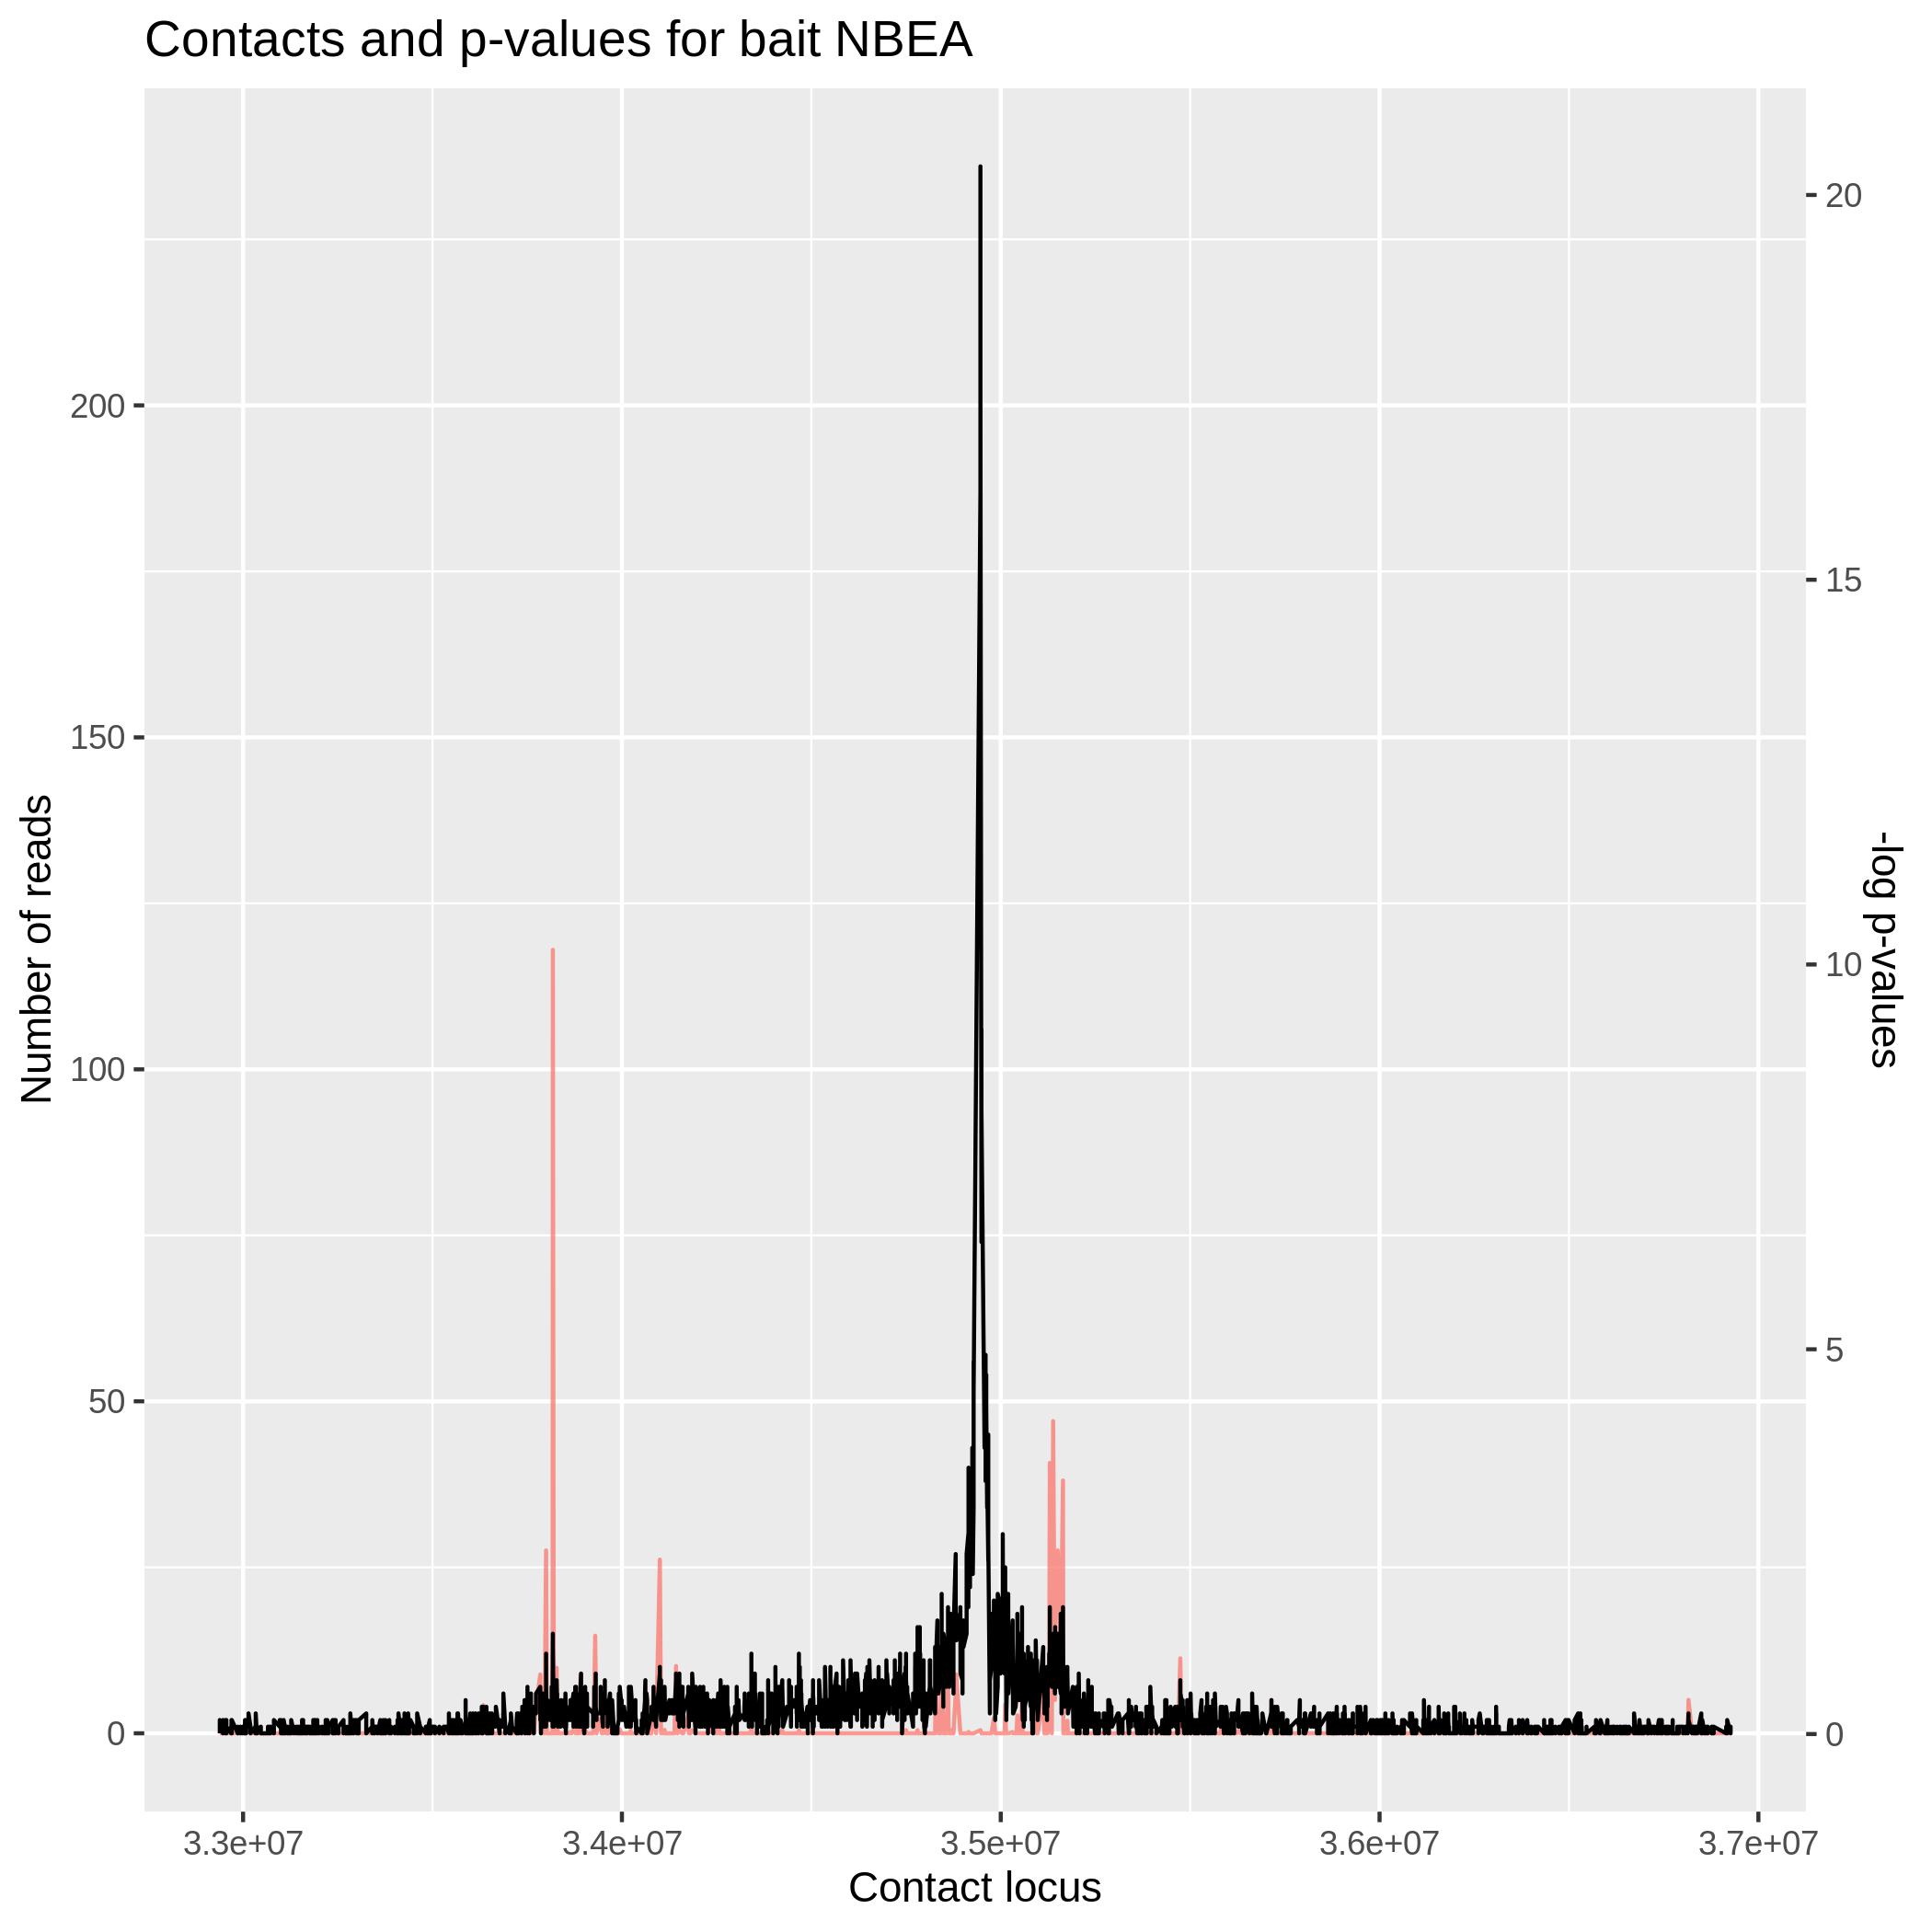 Contacts and p-values for bait NBEA
Number of reads
200
150
100
50
0
20
15
10
5
0
-log p-values
3.3e+07 3.4e+07 3.5e+07 3.6e+07 3.7e+07
Contact locus